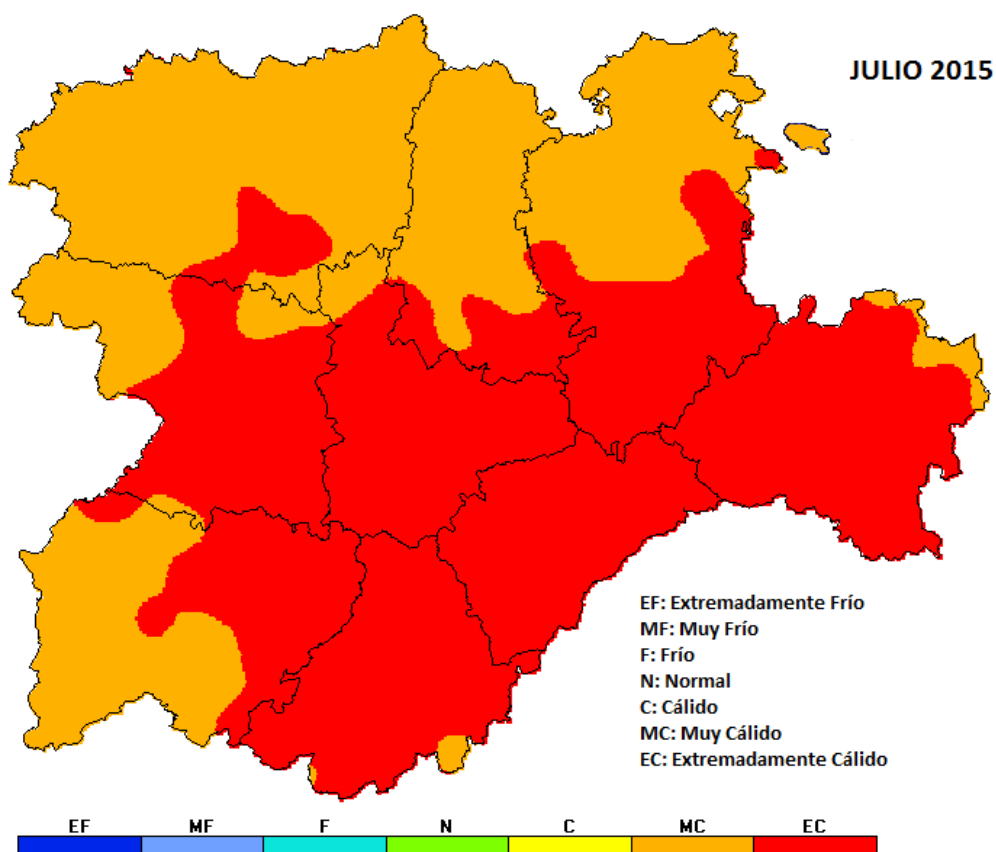 JULIO 2015
EF: Extremadamente Frío
MF: Muy Frío
F: Frío
N: Normal
C: Cálido
MC: Muy Cálido
EC: Extremadamente Cálido
EF MF F N C MC EC